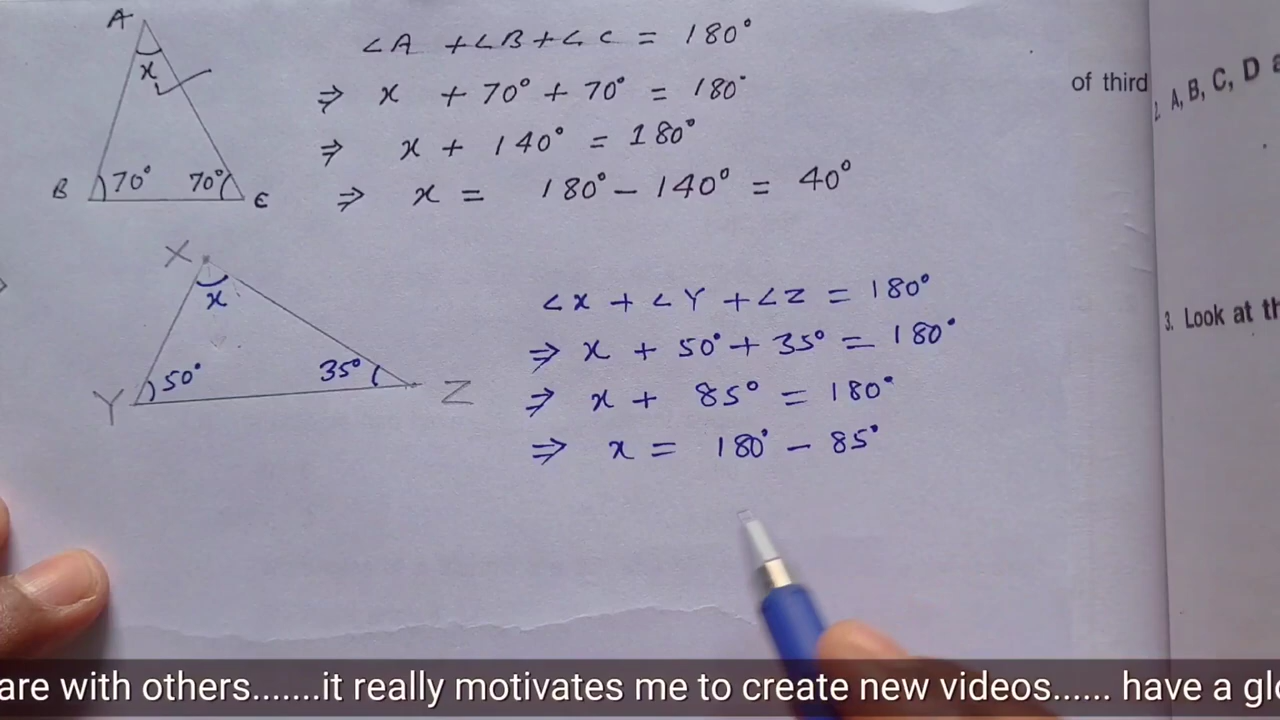 A
x
B 70° 70° C
∠A + ∠B + ∠C = 180°
⇒ x + 70° + 70° = 180°
⇒ x + 140° = 180°
⇒ x = 180° - 140° = 40°
X
x
Y 50° 35° Z
∠X + ∠Y + ∠Z = 180°
⇒ x + 50° + 35° = 180°
⇒ x + 85° = 180°
⇒ x = 180° - 85°
of third
2. A, B, C, D a
3. Look at th
are with others.......it really motivates me to create new videos...... have a glo